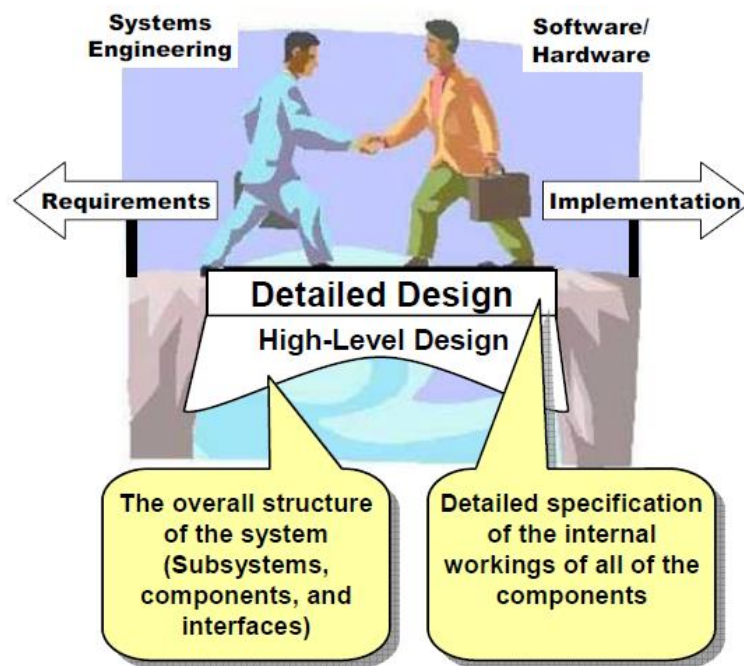 Systems
Engineering
Software/
Hardware
Requirements
Implementation
Detailed Design
High-Level Design
The overall structure
of the system
(Subsystems,
components, and
interfaces)
Detailed specification
of the internal
workings of all of the
components